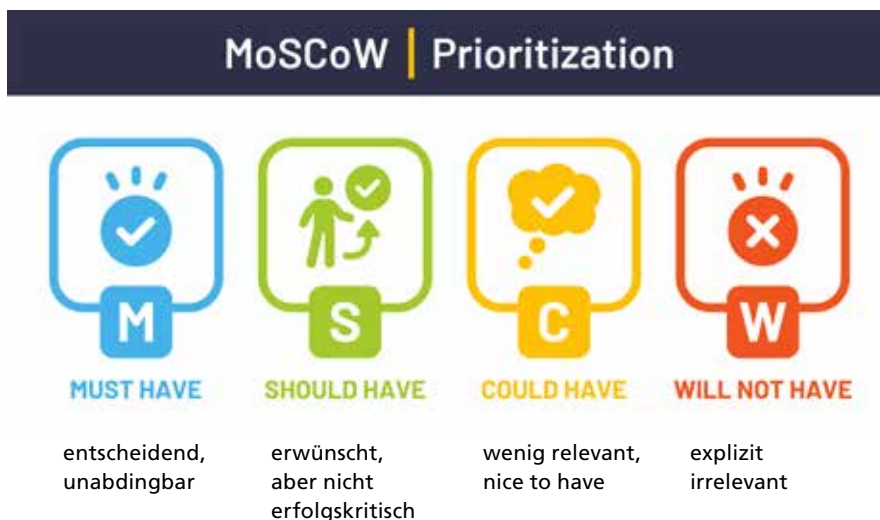 MoSCoW | Prioritization
M
S
C
W
MUST HAVE
SHOULD HAVE
COULD HAVE
WILL NOT HAVE
entscheidend,
unabdingbar
erwünscht,
aber nicht
erfolgskritisch
wenig relevant,
nice to have
explizit
irrelevant